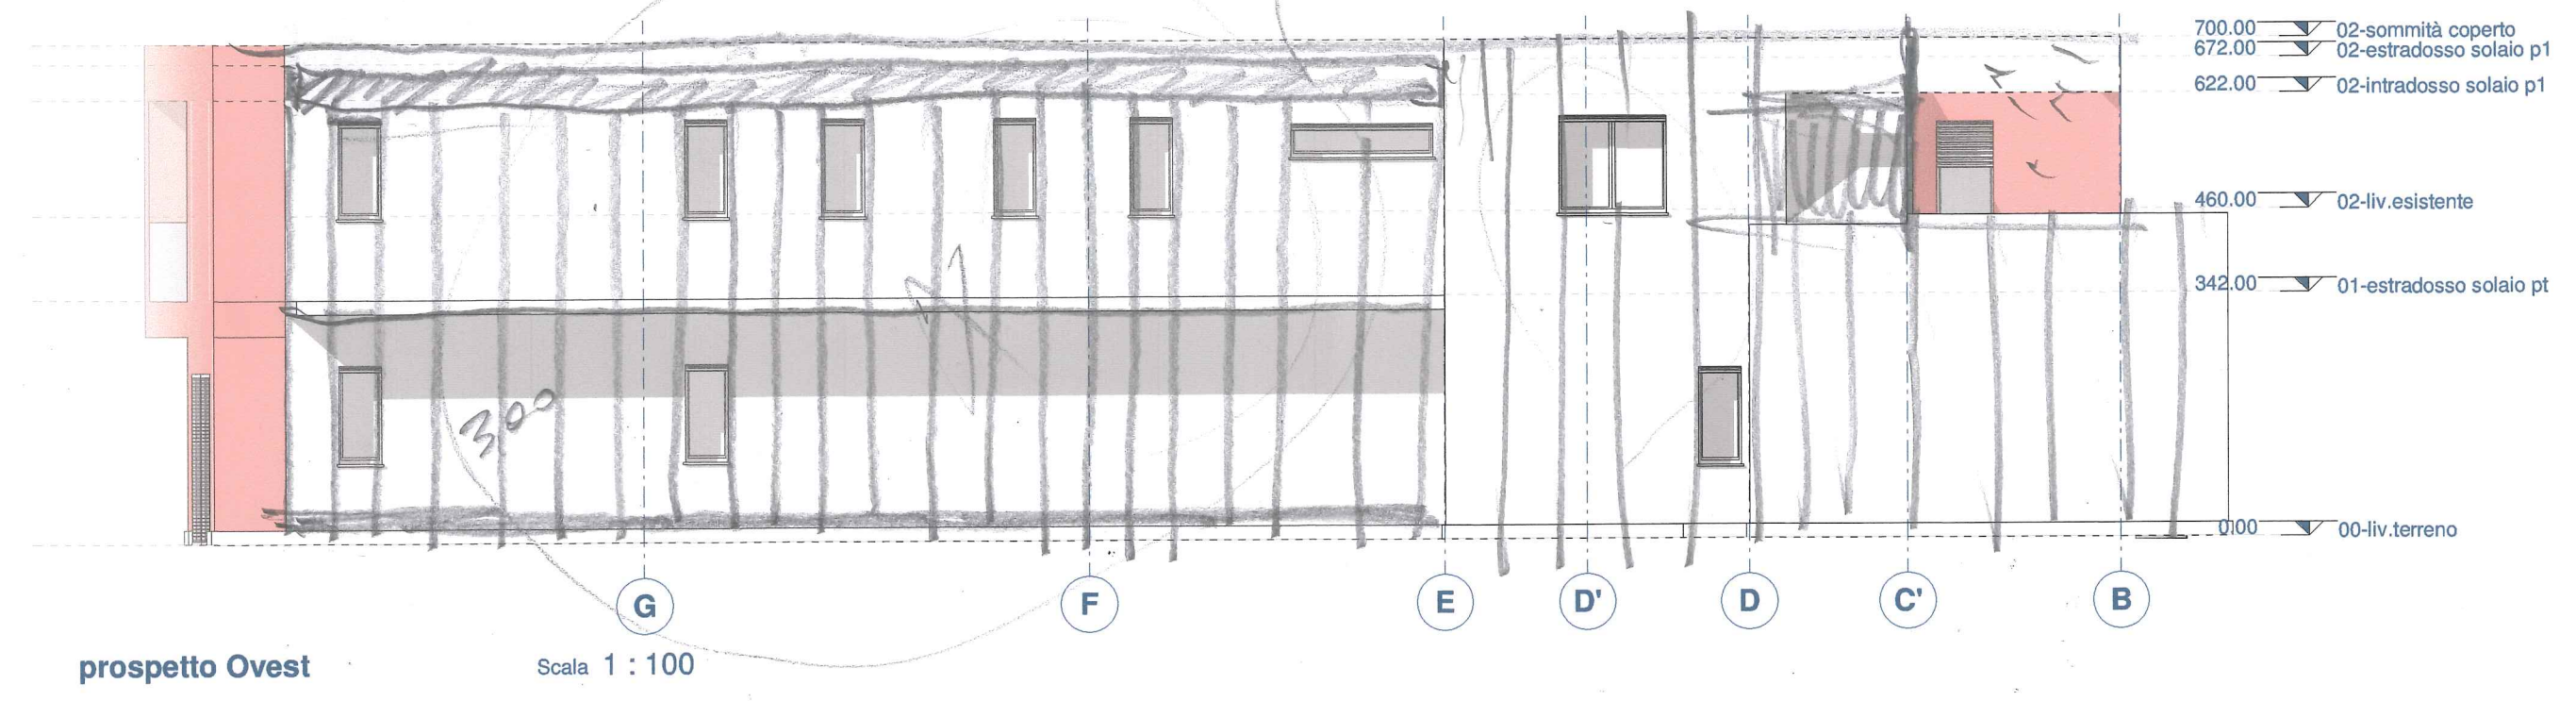 700.00 02-sommità coperto
672.00 02-estradosso solaio p1
622.00 02-intradosso solaio p1
460.00 02-liv.esistente
342.00 01-estradosso solaio pt
3,00
0.00 00-liv.terreno
G F E D' D C' B
prospetto Ovest Scala 1 : 100